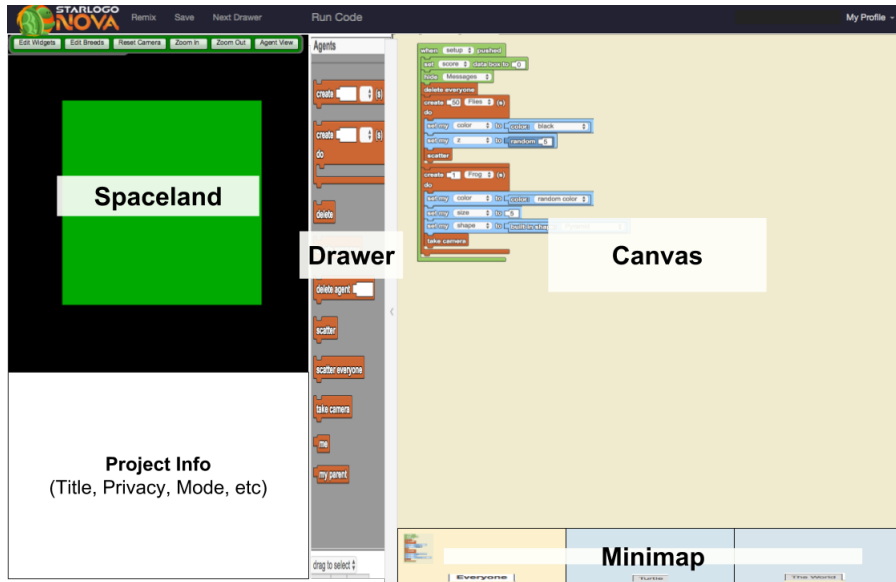 STARLOGO
NOVA
Remix
Save
Next Drawer
Run Code
My Profile
Edit Widgets
Edit Breeds
Reset Camera
Zoom In
Zoom Out
Agent View
Spaceland
Project Info
(Title, Privacy, Mode, etc)
Agents
create (s)
create (s)
do
delete
Drawer
delete agent
scatter
scatter everyone
take camera
me
my parent
drag to select
when setup pushed
set score data box to 0
hide Messages
delete everyone
create 50 Flies (s)
do
set my color to color: black
set my z to random 5
scatter
create 1 Frog (s)
do
set my color to color: random color
set my size to 5
set my shape to built-in shape
take camera
Canvas
Minimap
Everyone
Turtle
The World